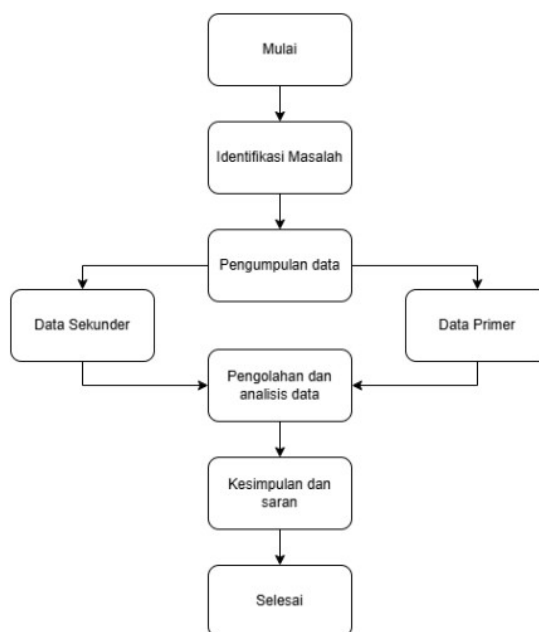 Mulai
Identifikasi Masalah
Pengumpulan data
Data Sekunder
Data Primer
Pengolahan dan
analisis data
Kesimpulan dan
saran
Selesai